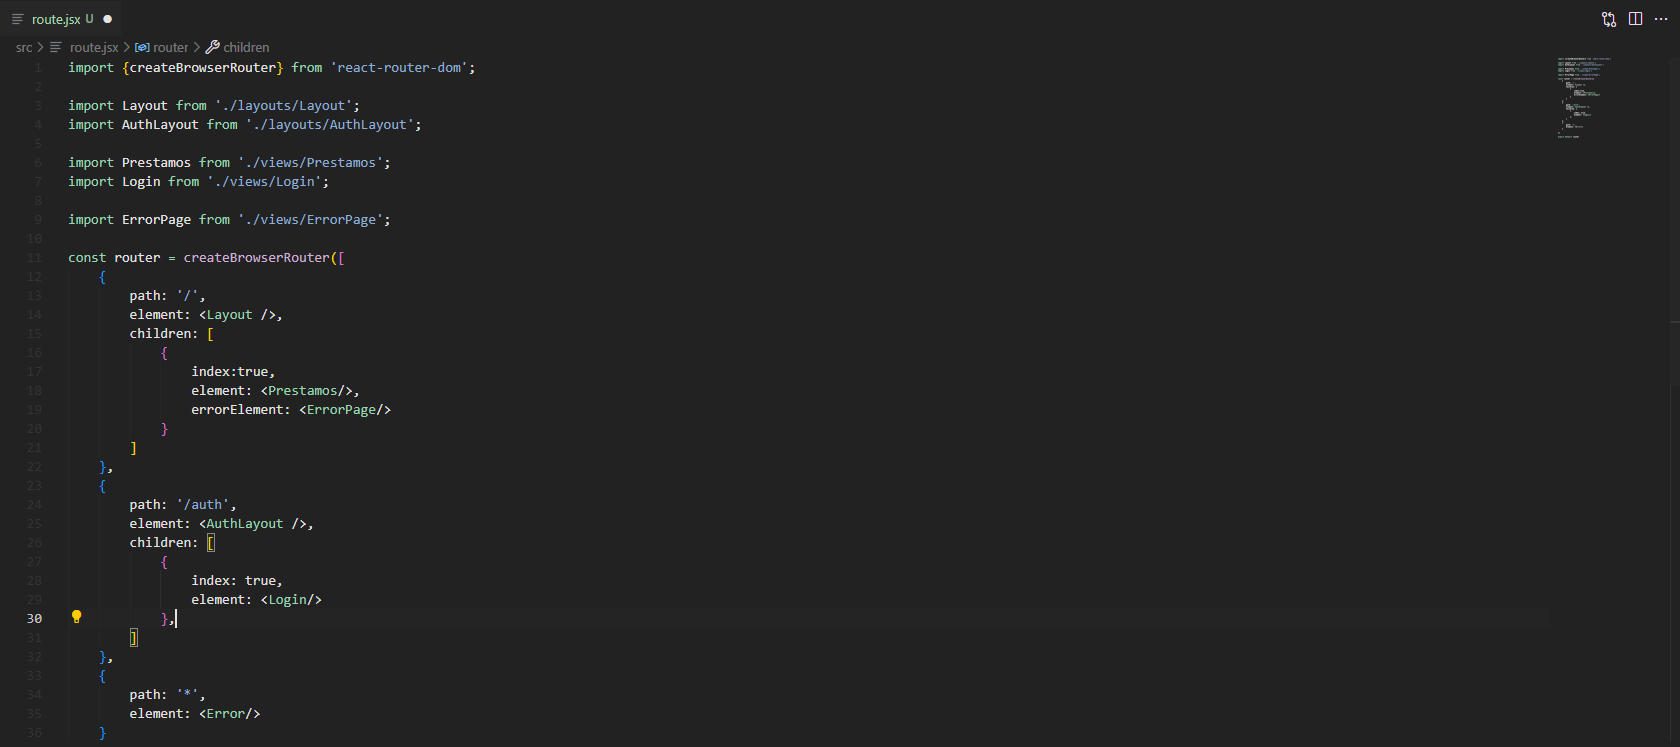 route.jsx U
src > route.jsx > router > children
1 import {createBrowserRouter} from 'react-router-dom';
2
3 import Layout from './layouts/Layout';
4 import AuthLayout from './layouts/AuthLayout';
5
6 import Prestamos from './views/Prestamos';
7 import Login from './views/Login';
8
9 import ErrorPage from './views/ErrorPage';
10
11 const router = createBrowserRouter([
12     {
13         path: '/',
14         element: <Layout />,
15         children: [
16             {
17                 index:true,
18                 element: <Prestamos/>,
19                 errorElement: <ErrorPage/>
20             }
21         ]
22     },
23     {
24         path: '/auth',
25         element: <AuthLayout />,
26         children: [
27             {
28                 index: true,
29                 element: <Login/>
30             },
31         ]
32     },
33     {
34         path: '*',
35         element: <Error/>
36     }